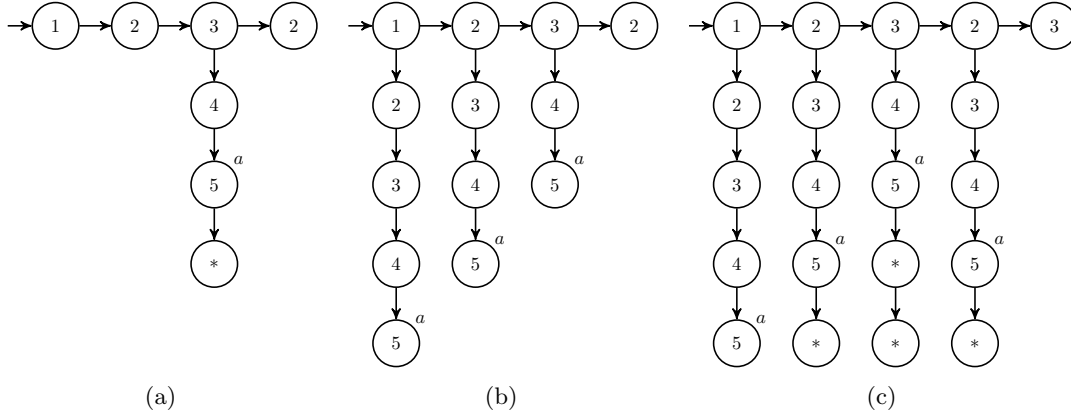 1 2 3 2 1 2 3 2 1 2 3 2 3
4 2 3 4 2 3 4 3
5 a 3 4 5 a 3 4 5 a 4
* 4 5 a 4 5 a * 5 a
5 a 5 a * * *
(a) (b) (c)